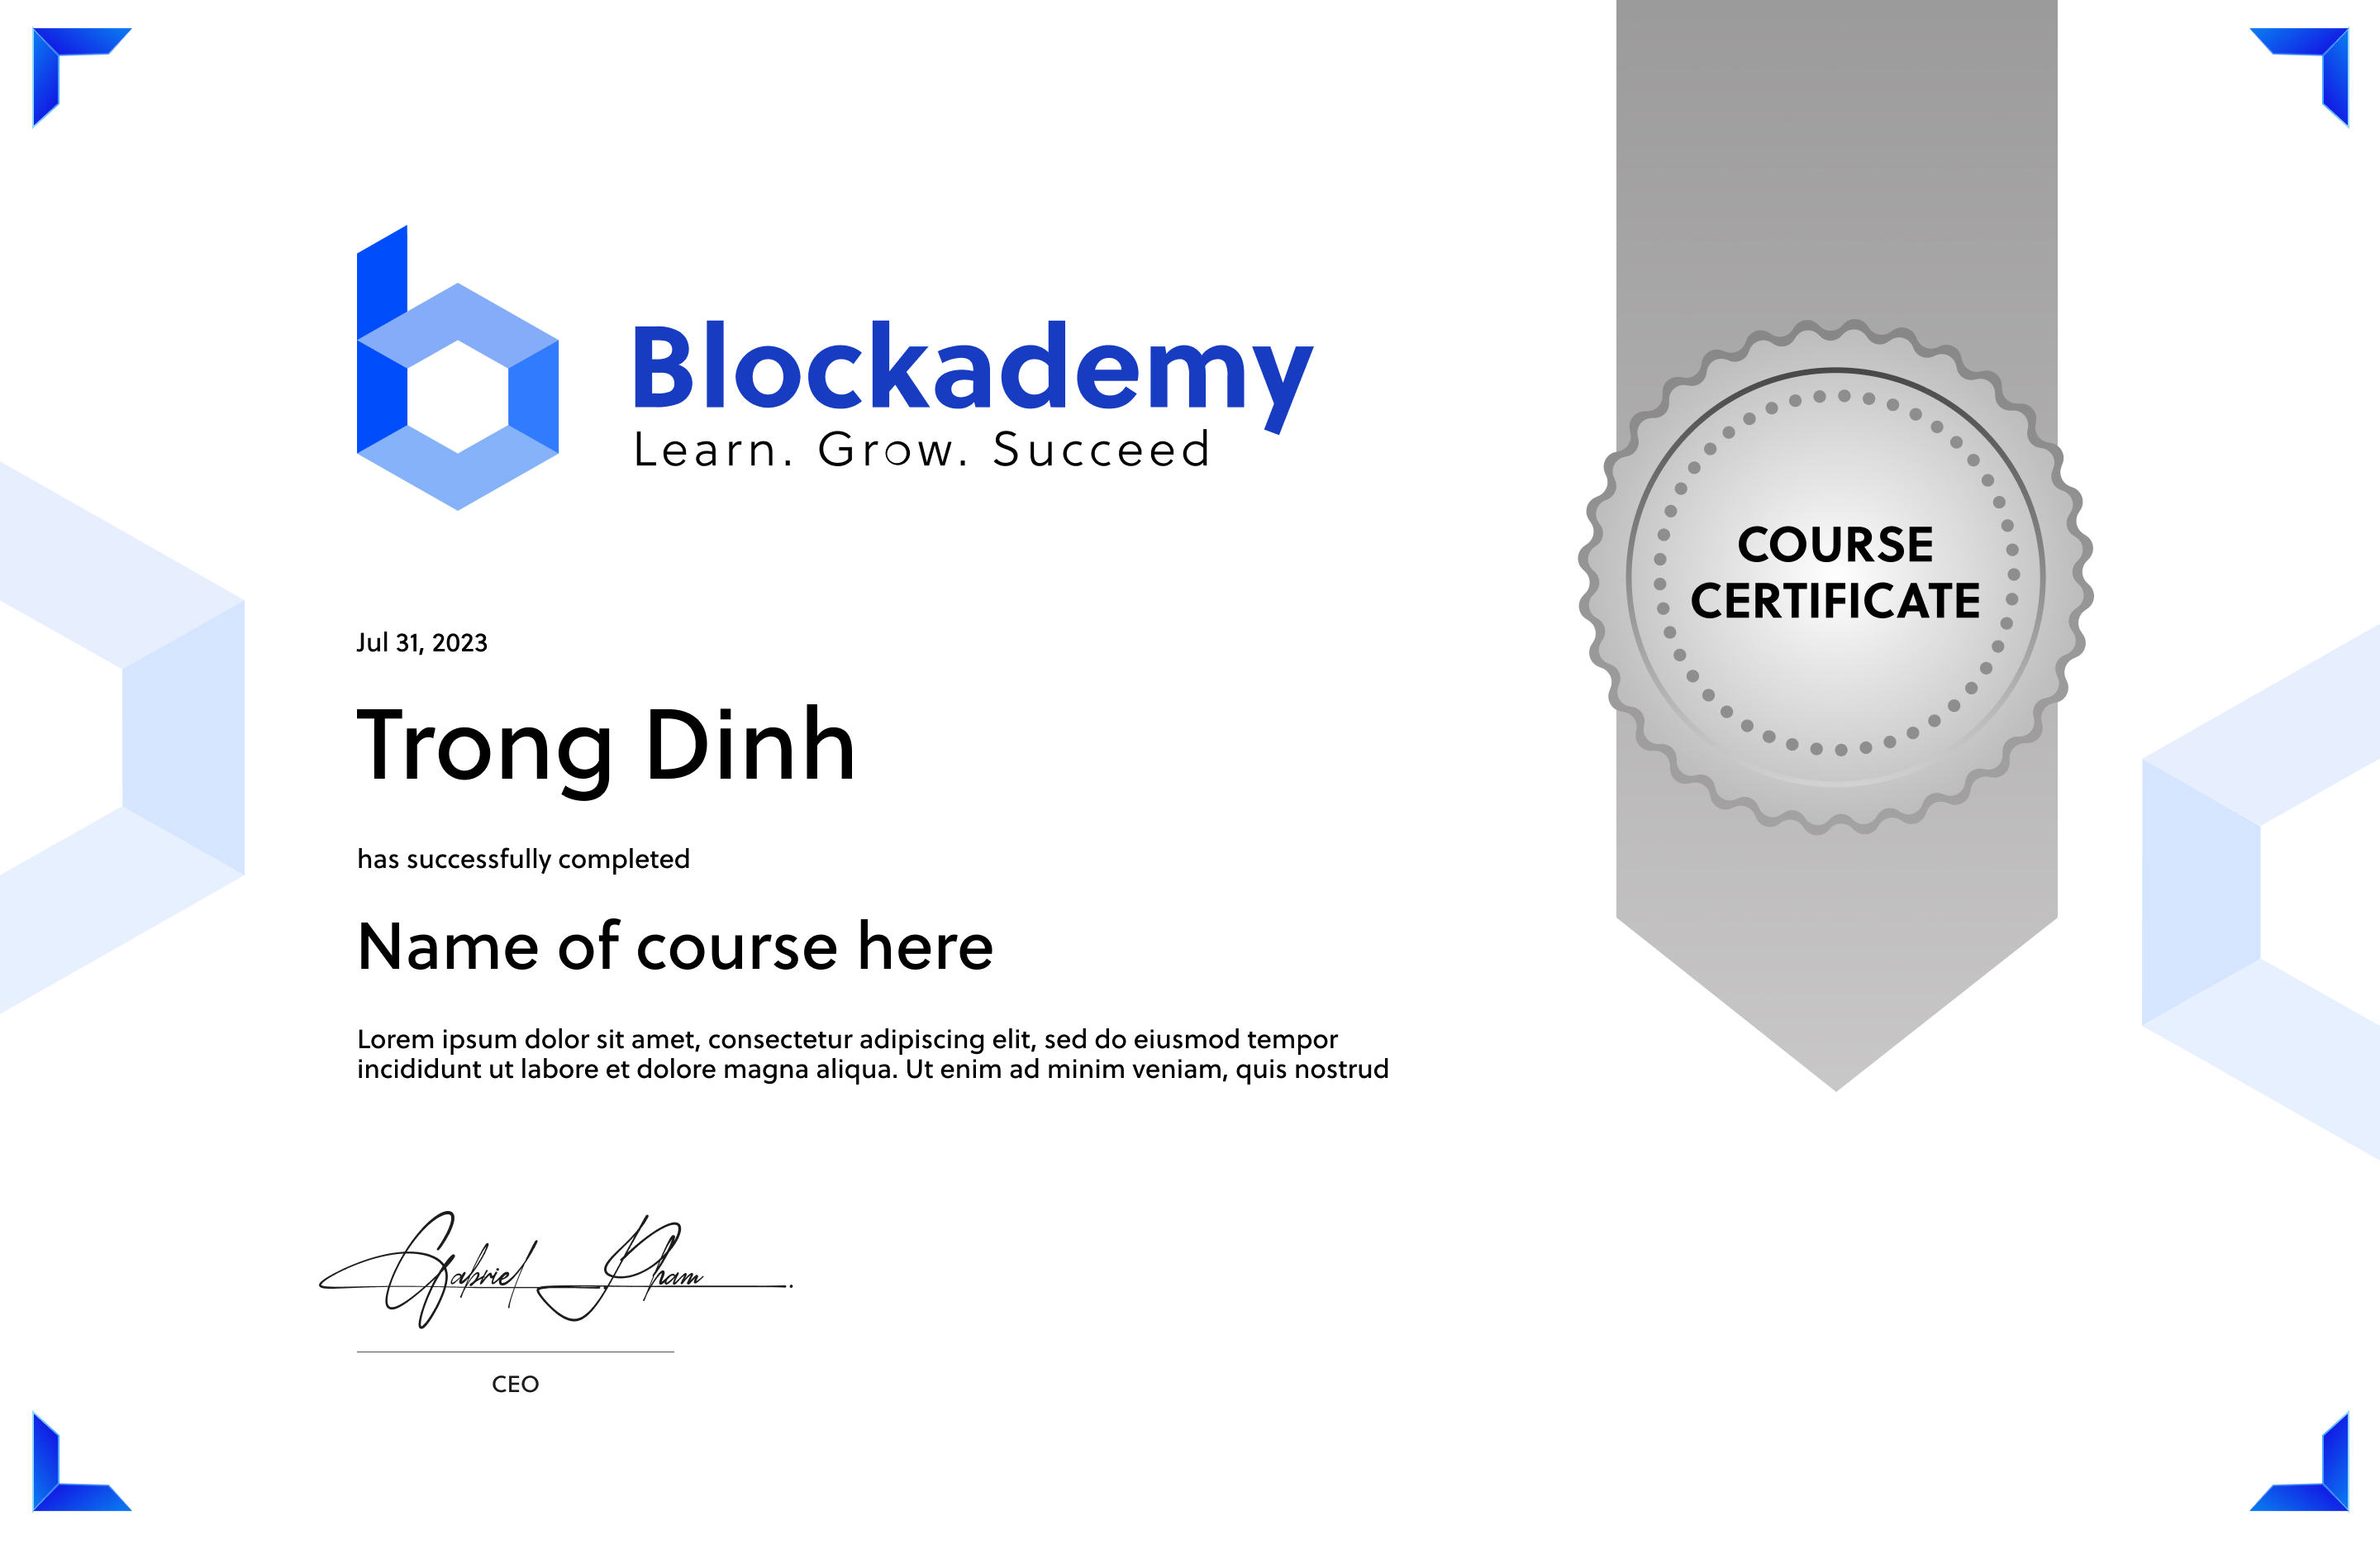 Blockademy
Learn. Grow. Succeed
COURSE
CERTIFICATE
Jul 31, 2023
Trong Dinh
has successfully completed
Name of course here
Lorem ipsum dolor sit amet, consectetur adipiscing elit, sed do eiusmod tempor
incididunt ut labore et dolore magna aliqua. Ut enim ad minim veniam, quis nostrud
Gabriel Pham
CEO